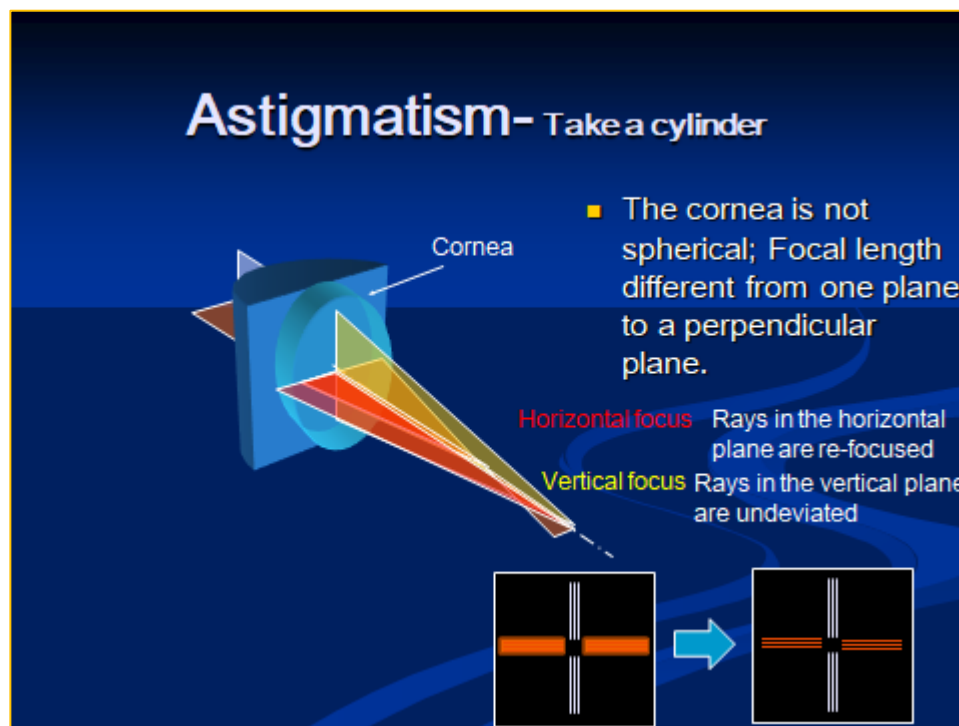 Astigmatism- Take a cylinder
Cornea
The cornea is not
spherical; Focal length
different from one plane
to a perpendicular
plane.
Horizontal focus Rays in the horizontal
plane are re-focused
Vertical focus Rays in the vertical plane
are undeviated